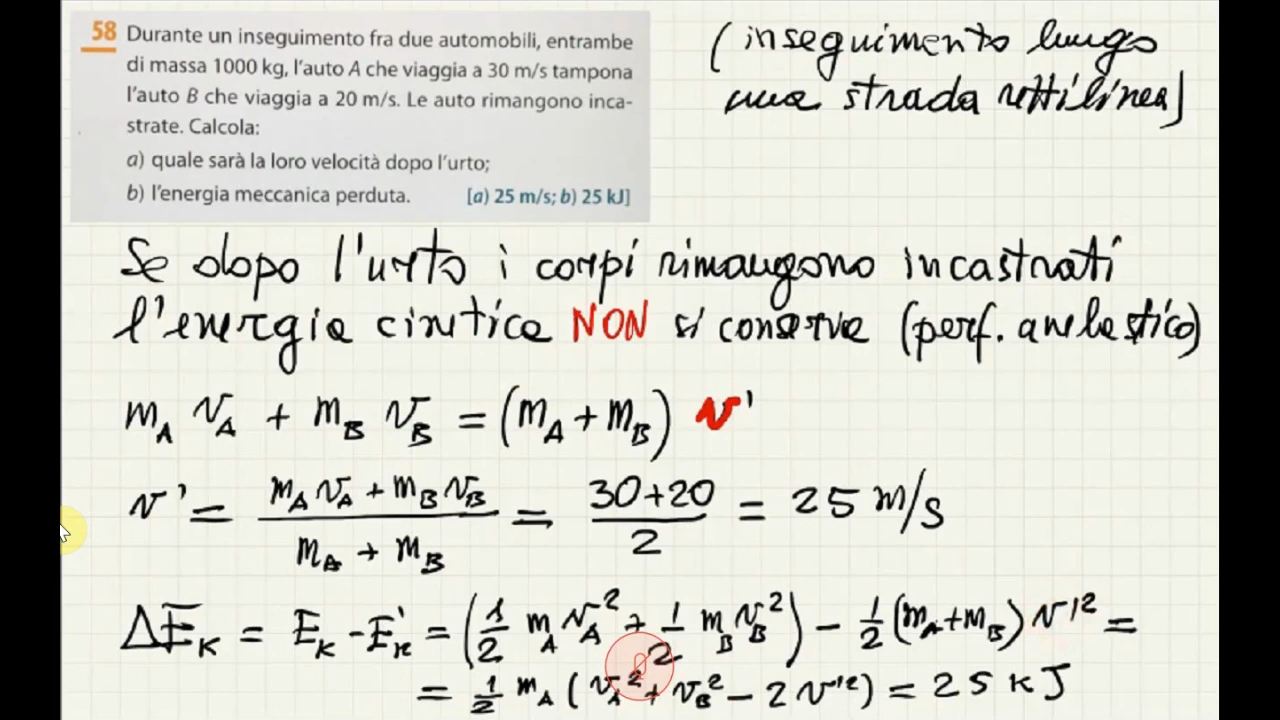 58 Durante un inseguimento fra due automobili, entrambe
di massa 1000 kg, l'auto A che viaggia a 30 m/s tampona
l'auto B che viaggia a 20 m/s. Le auto rimangono inca-
strate. Calcola:
a) quale sarà la loro velocità dopo l'urto;
b) l'energia meccanica perduta. [a) 25 m/s; b) 25 kJ]
(inseguimento lungo
una strada rettilinea)
Se dopo l'urto i corpi rimangono incastrati
l'energia cinetica NON si conserva (perf. anelastico)
m_A v_A + m_B v_B = (m_A + m_B) v'
v' = (m_A v_A + m_B v_B) / (m_A + m_B) = (30+20) / 2 = 25 m/s
ΔE_K = E_K - E'_K = (1/2 m_A v_A² + 1/2 m_B v_B²) - 1/2 (m_A + m_B) v'² =
= 1/2 m_A (v_A² + v_B² - 2 v'²) = 25 KJ